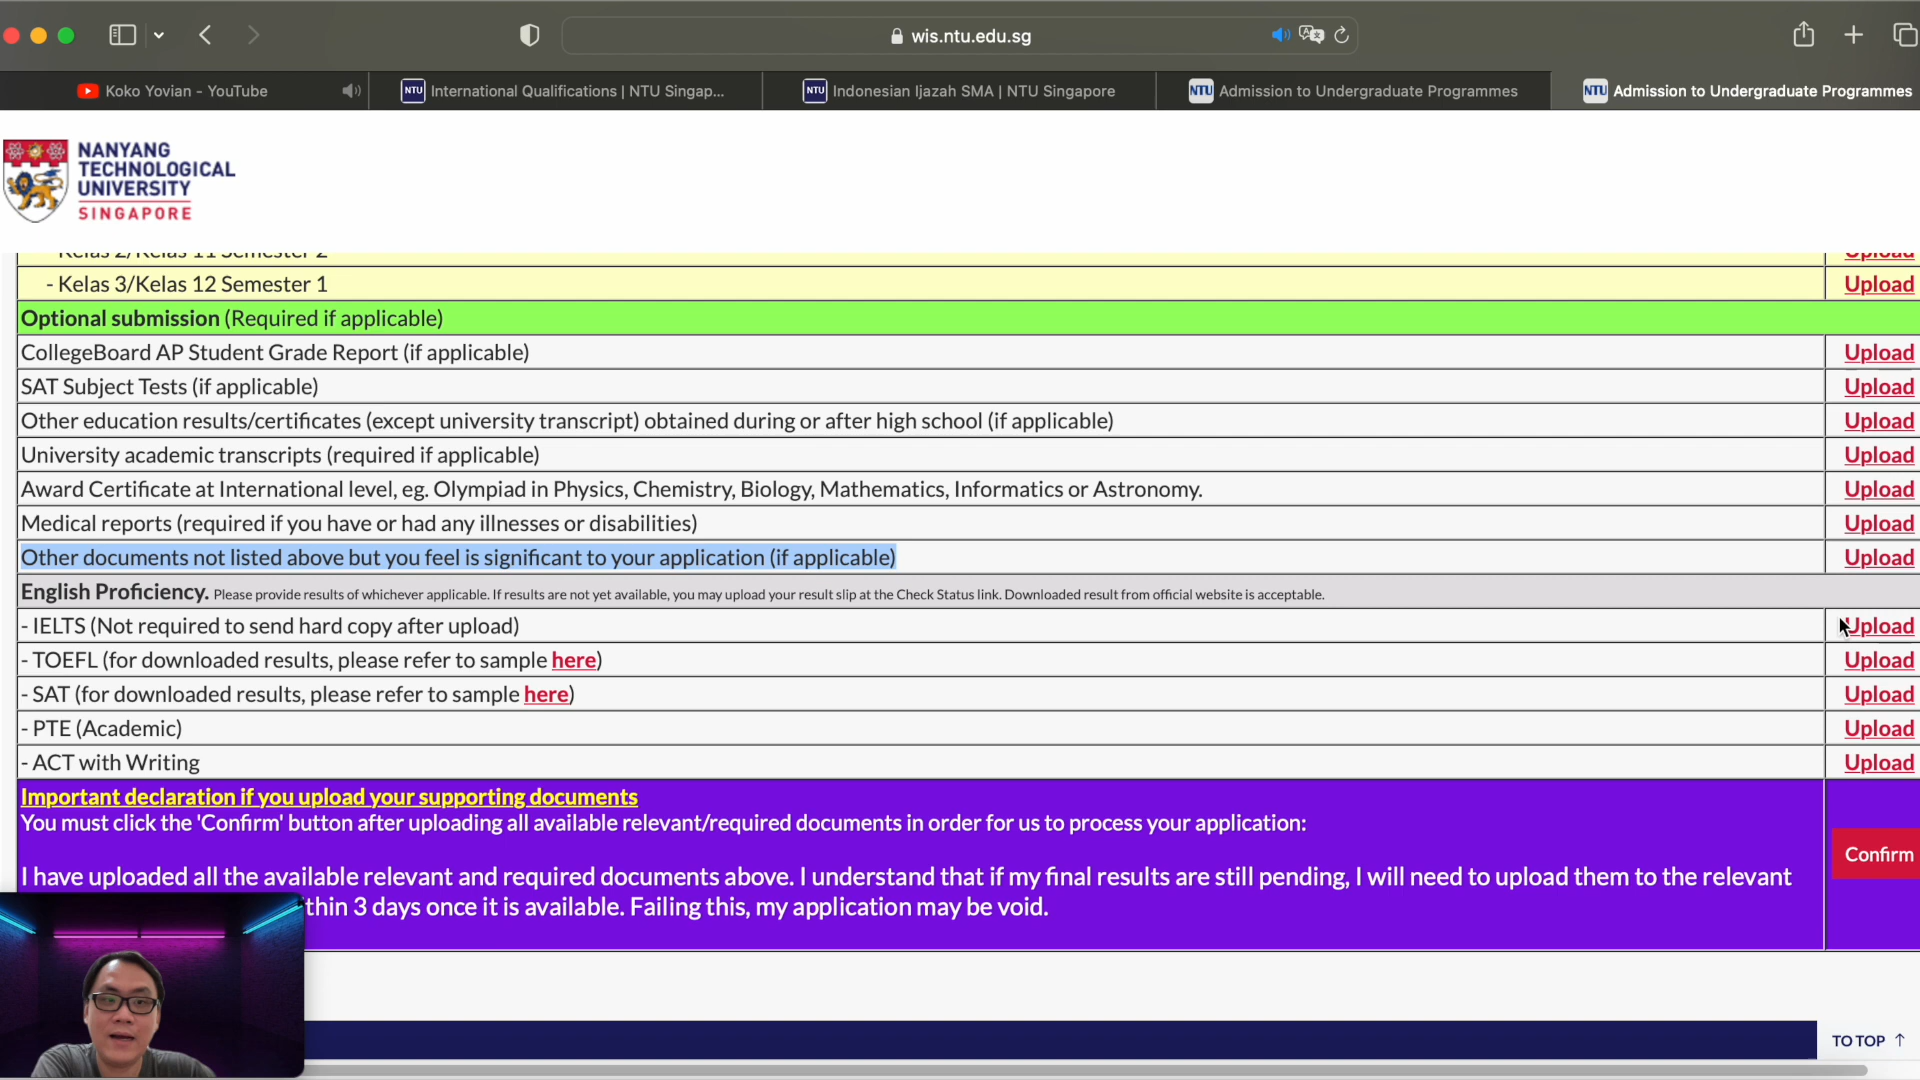 wis.ntu.edu.sg
Koko Yovian - YouTube
NTU International Qualifications | NTU Singap...
NTU Indonesian Ijazah SMA | NTU Singapore
NTU Admission to Undergraduate Programmes
NTU Admission to Undergraduate Programmes
NANYANG
TECHNOLOGICAL
UNIVERSITY
SINGAPORE
- Kelas 2/Kelas 11 Semester 2 Upload
- Kelas 3/Kelas 12 Semester 1 Upload
Optional submission (Required if applicable)
CollegeBoard AP Student Grade Report (if applicable) Upload
SAT Subject Tests (if applicable) Upload
Other education results/certificates (except university transcript) obtained during or after high school (if applicable) Upload
University academic transcripts (required if applicable) Upload
Award Certificate at International level, eg. Olympiad in Physics, Chemistry, Biology, Mathematics, Informatics or Astronomy. Upload
Medical reports (required if you have or had any illnesses or disabilities) Upload
Other documents not listed above but you feel is significant to your application (if applicable) Upload
English Proficiency. Please provide results of whichever applicable. If results are not yet available, you may upload your result slip at the Check Status link. Downloaded result from official website is acceptable.
- IELTS (Not required to send hard copy after upload) Upload
- TOEFL (for downloaded results, please refer to sample here) Upload
- SAT (for downloaded results, please refer to sample here) Upload
- PTE (Academic) Upload
- ACT with Writing Upload
Important declaration if you upload your supporting documents
You must click the 'Confirm' button after uploading all available relevant/required documents in order for us to process your application:
Confirm
I have uploaded all the available relevant and required documents above. I understand that if my final results are still pending, I will need to upload them to the relevant
thin 3 days once it is available. Failing this, my application may be void.
TO TOP ↑